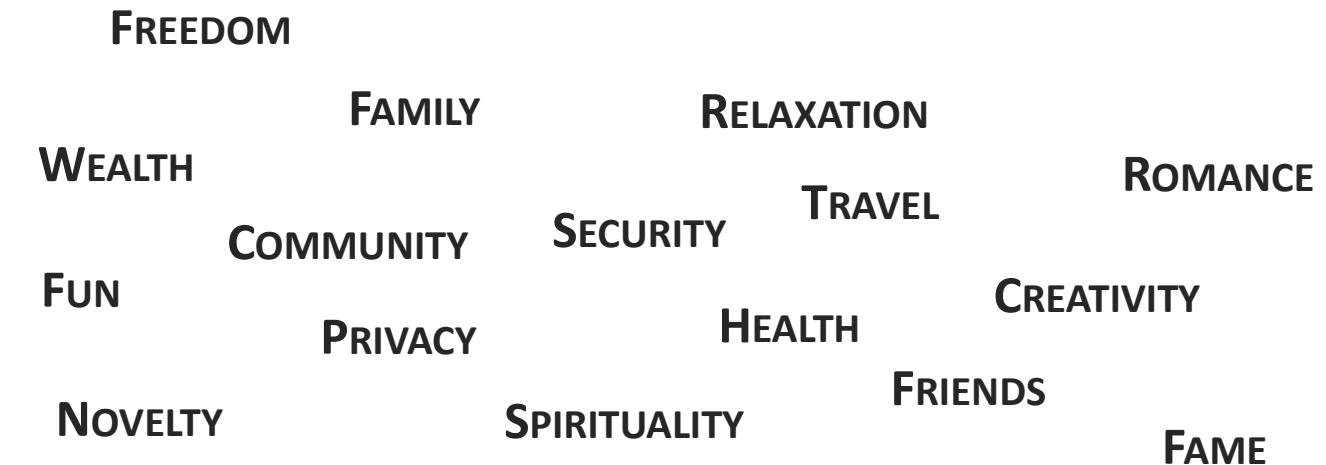 FREEDOM
FAMILY
RELAXATION
WEALTH
ROMANCE
TRAVEL
SECURITY
COMMUNITY
FUN
CREATIVITY
PRIVACY
HEALTH
FRIENDS
NOVELTY
SPIRITUALITY
FAME